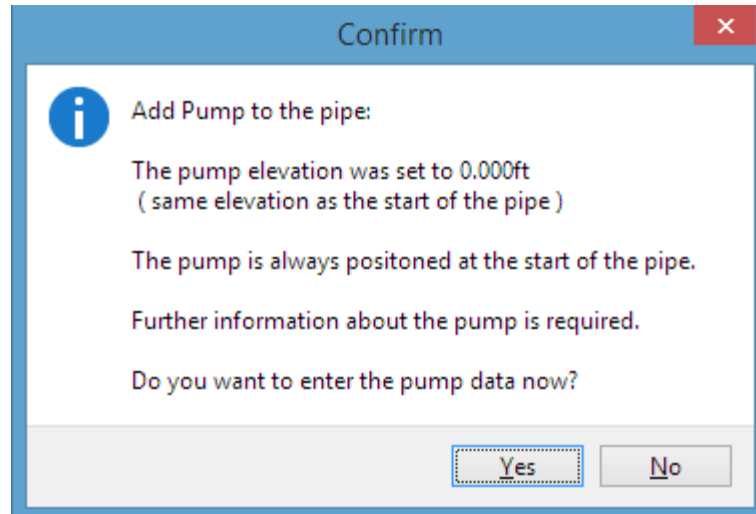 Confirm
Add Pump to the pipe:
The pump elevation was set to 0.000ft
( same elevation as the start of the pipe )
The pump is always positoned at the start of the pipe.
Further information about the pump is required.
Do you want to enter the pump data now?
Yes
No